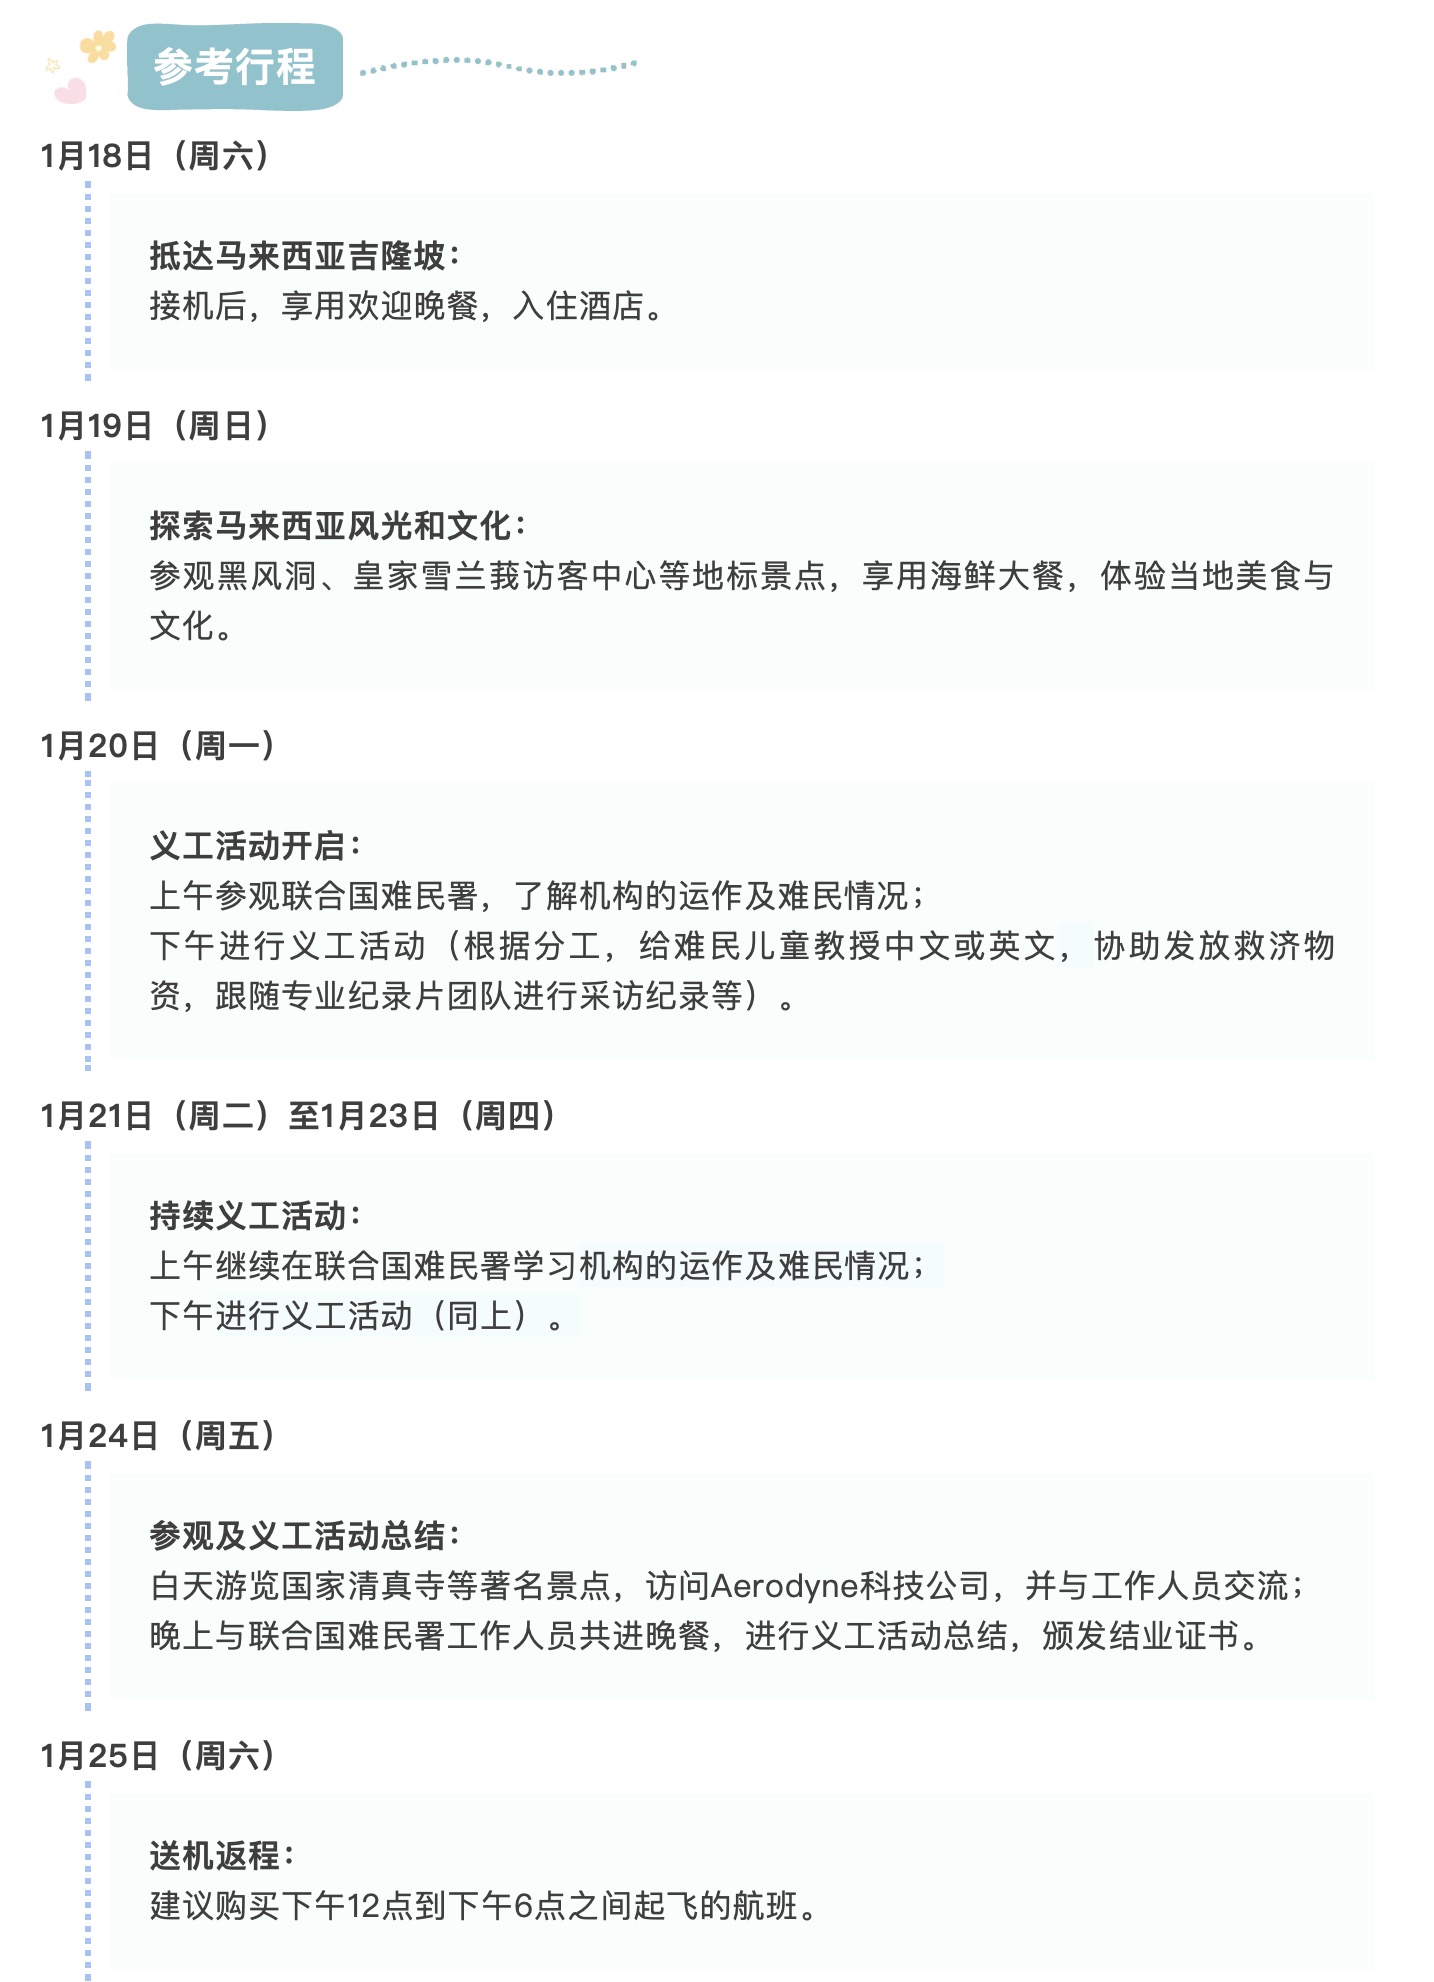 参考行程
1月18日（周六）
抵达马来西亚吉隆坡：
接机后，享用欢迎晚餐，入住酒店。
1月19日（周日）
探索马来西亚风光和文化：
参观黑风洞、皇家雪兰莪访客中心等地标景点，享用海鲜大餐，体验当地美食与
文化。
1月20日（周一）
义工活动开启：
上午参观联合国难民署，了解机构的运作及难民情况；
下午进行义工活动（根据分工，给难民儿童教授中文或英文，协助发放救济物
资，跟随专业纪录片团队进行采访纪录等）。
1月21日（周二）至1月23日（周四）
持续义工活动：
上午继续在联合国难民署学习机构的运作及难民情况；
下午进行义工活动（同上）。
1月24日（周五）
参观及义工活动总结：
白天游览国家清真寺等著名景点，访问Aerodyne科技公司，并与工作人员交流；
晚上与联合国难民署工作人员共进晚餐，进行义工活动总结，颁发结业证书。
1月25日（周六）
送机返程：
建议购买下午12点到下午6点之间起飞的航班。